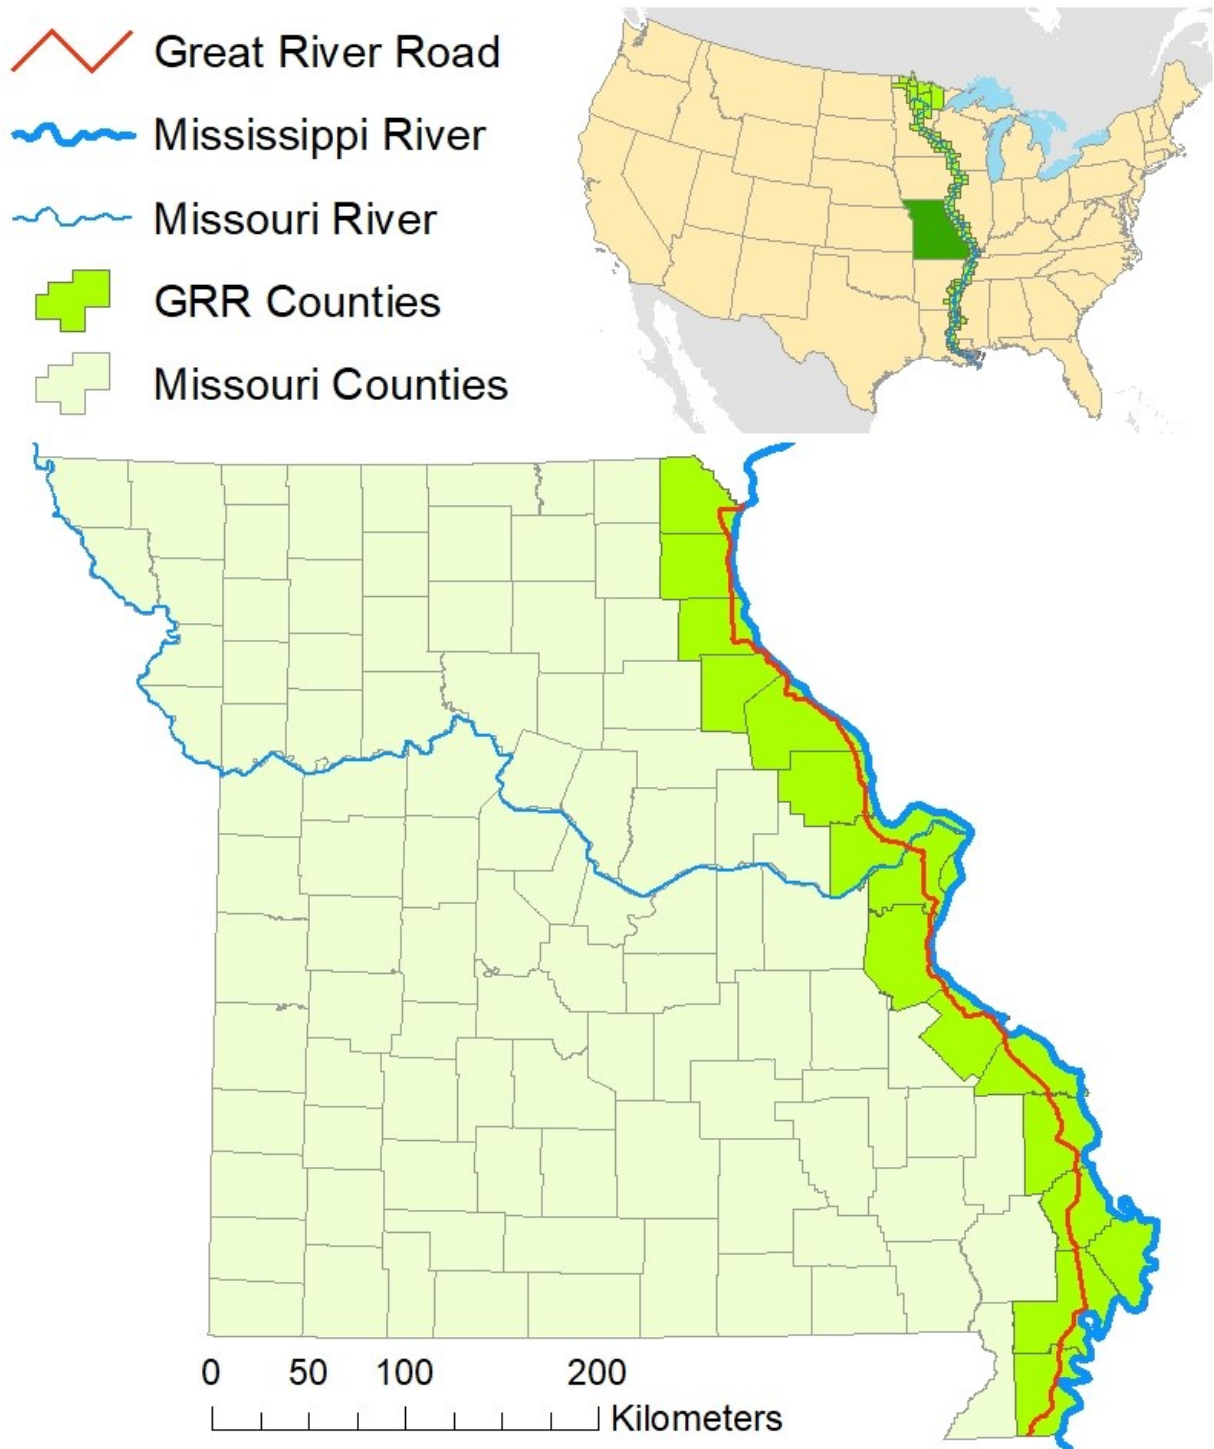 Great River Road
Mississippi River
Missouri River
GRR Counties
Missouri Counties
0 50 100 200
Kilometers